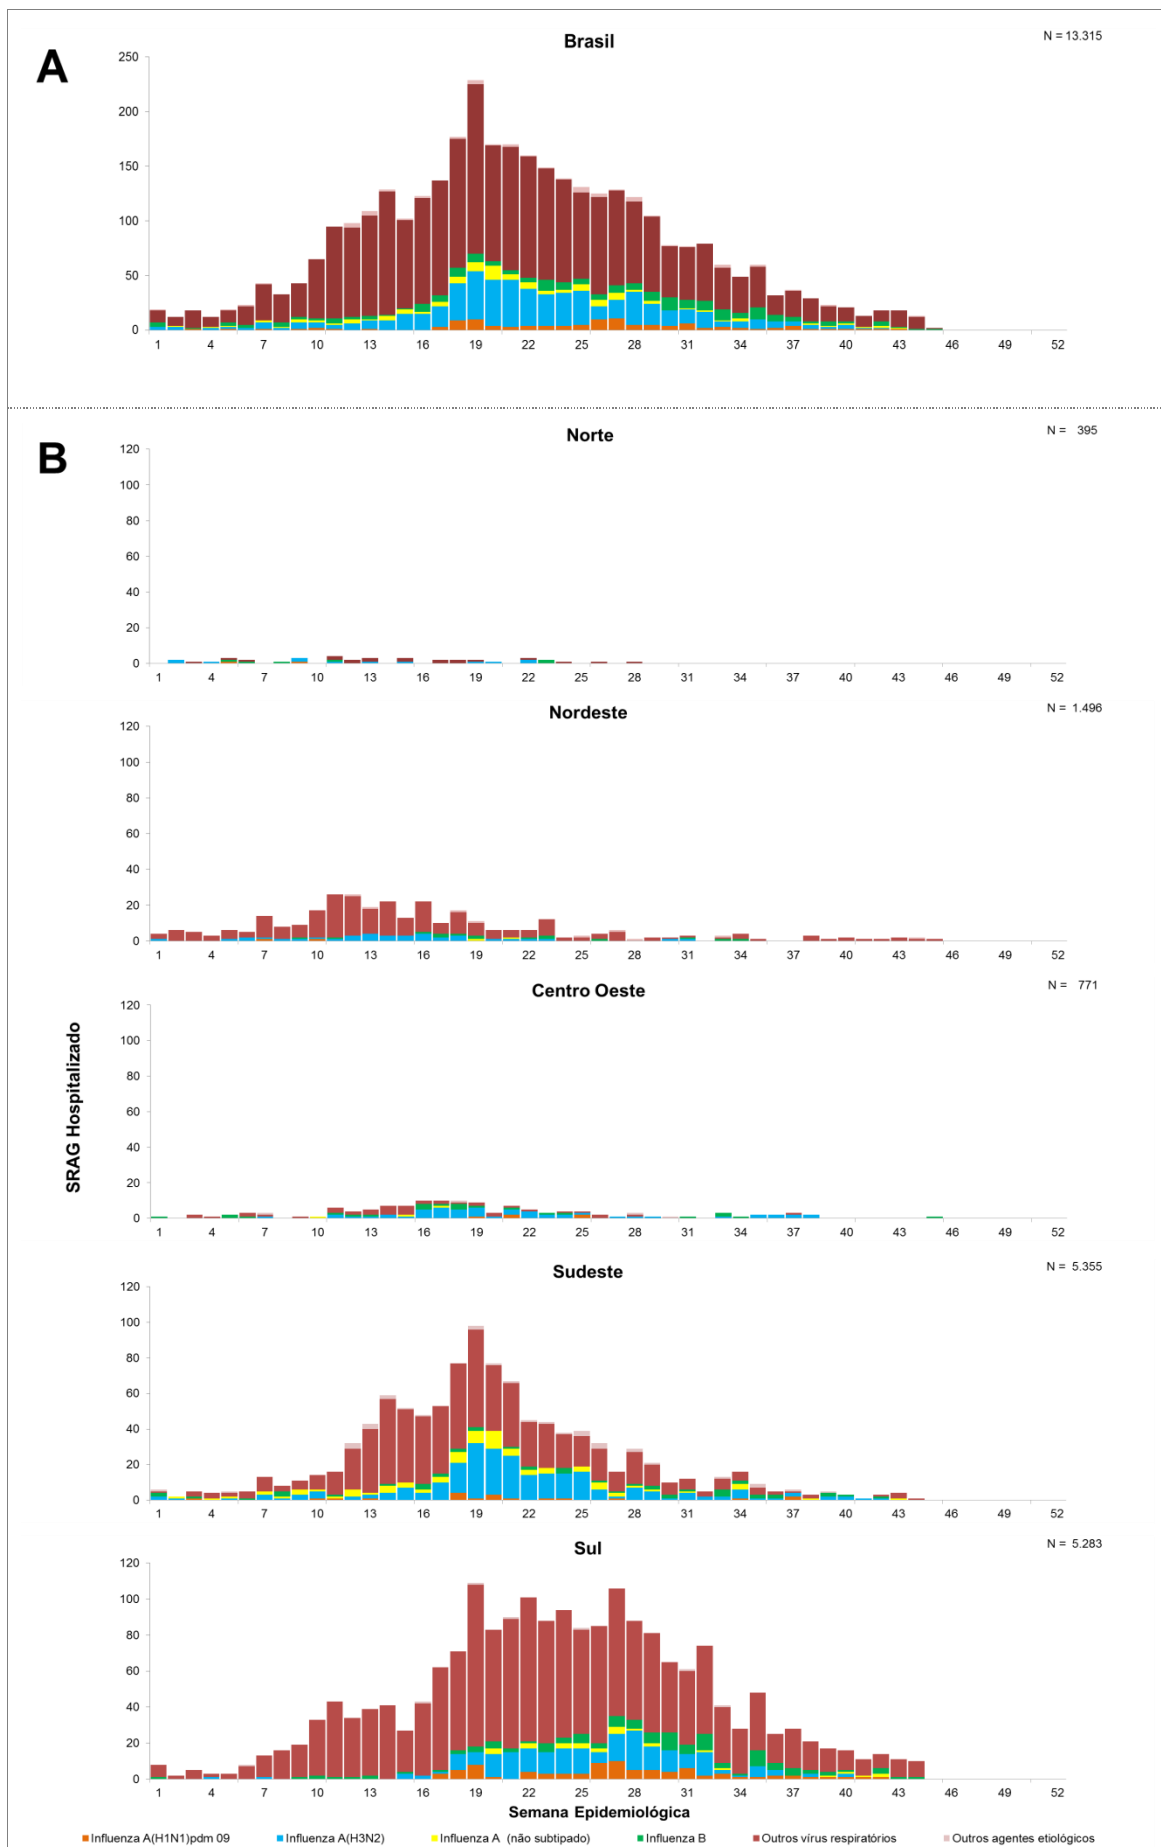 A
Brasil
N = 13.315
250
200
150
100
50
0
1 4 7 10 13 16 19 22 25 28 31 34 37 40 43 46 49 52
B
Norte
N = 395
120
100
80
60
40
20
0
1 4 7 10 13 16 19 22 25 28 31 34 37 40 43 46 49 52
Nordeste
N = 1.496
120
100
80
60
40
20
0
1 4 7 10 13 16 19 22 25 28 31 34 37 40 43 46 49 52
Centro Oeste
N = 771
120
100
80
60
40
20
0
1 4 7 10 13 16 19 22 25 28 31 34 37 40 43 46 49 52
SRAG Hospitalizado
Sudeste
N = 5.355
120
100
80
60
40
20
0
1 4 7 10 13 16 19 22 25 28 31 34 37 40 43 46 49 52
Sul
N = 5.283
120
100
80
60
40
20
0
1 4 7 10 13 16 19 22 25 28 31 34 37 40 43 46 49 52
Semana Epidemiológica
Influenza A(H1N1)pdm 09 Influenza A(H3N2) Influenza A (não subtipado) Influenza B Outros vírus respiratórios Outros agentes etiológicos